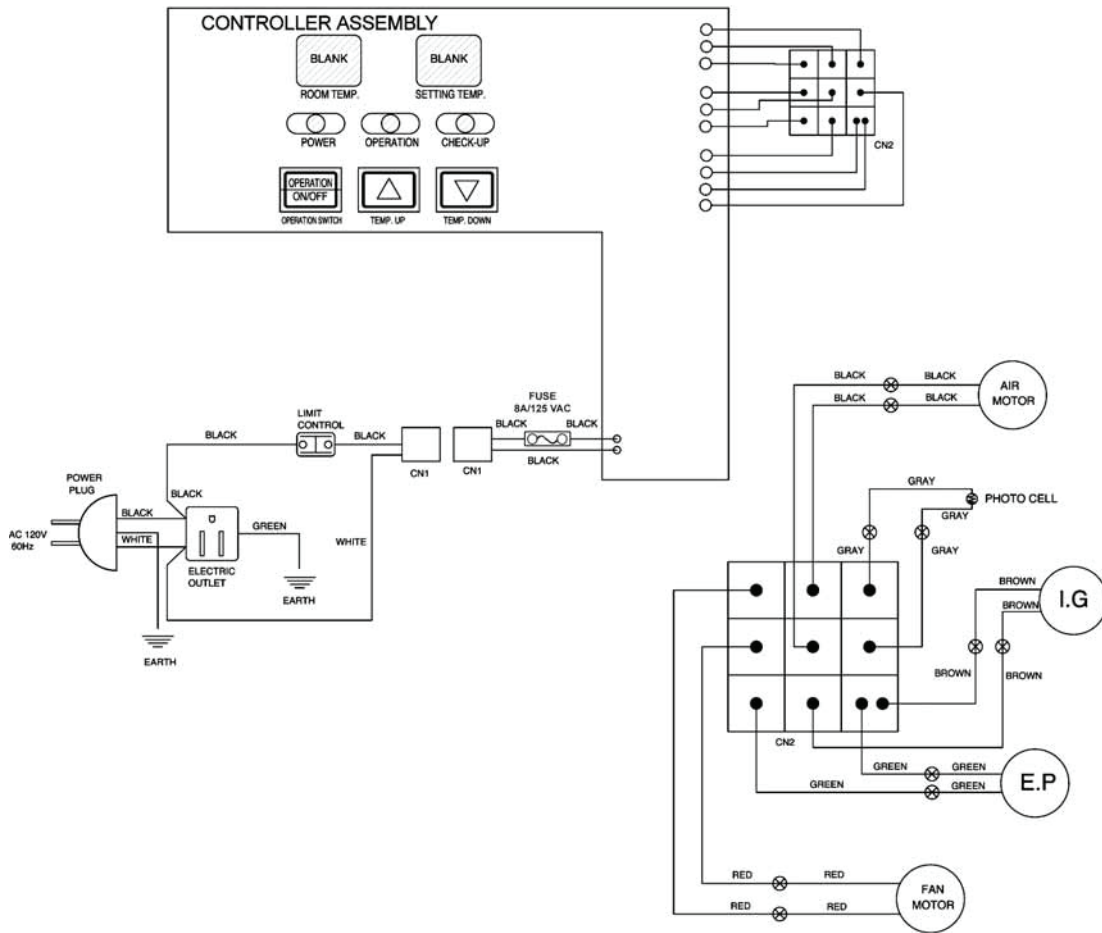 CONTROLLER ASSEMBLY
BLANK
BLANK
ROOM TEMP.
SETTING TEMP.
POWER
OPERATION
CHECK-UP
OPERATION
ON/OFF
OPERATION SWITCH
TEMP. UP
TEMP. DOWN
CN2
FUSE
8A/125 VAC
BLACK
BLACK
BLACK
LIMIT
CONTROL
BLACK
BLACK
CN1
CN1
POWER
PLUG
BLACK
BLACK
AC 120V
60Hz
WHITE
GREEN
WHITE
ELECTRIC
OUTLET
EARTH
EARTH
BLACK
BLACK
BLACK
BLACK
AIR
MOTOR
GRAY
GRAY
PHOTO CELL
GRAY
GRAY
BROWN
BROWN
I.G
BROWN
BROWN
CN2
GREEN
GREEN
GREEN
GREEN
E.P
RED
RED
RED
RED
FAN
MOTOR